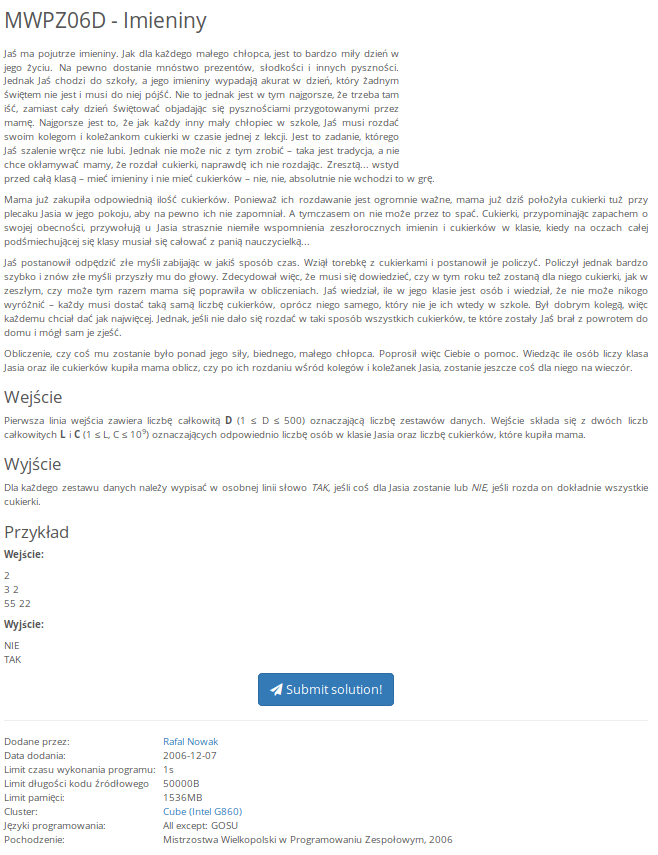 MWPZ06D - Imieniny
Jaś ma pojutrze imieniny. Jak dla każdego małego chłopca, jest to bardzo miły dzień w
jego życiu. Na pewno dostanie mnóstwo prezentów, słodkości i innych pyszności.
Jednak Jaś chodzi do szkoły, a jego imieniny wypadają akurat w dzień, który żadnym
świętem nie jest i musi do niej pójść. Nie to jednak jest w tym najgorsze, że trzeba tam
iść, zamiast cały dzień świętować objadając się pysznościami przygotowanymi przez
mamę. Najgorsze jest to, że jak każdy inny mały chłopiec w szkole, Jaś musi rozdać
swoim kolegom i koleżankom cukierki w czasie jednej z lekcji. Jest to zadanie, którego
Jaś szalenie wręcz nie lubi. Jednak nie może z tym zrobić – taka jest tradycja, a nie
chce okłamywać mamy, że rozdał cukierki, naprawdę ich nie rozdając. Zresztą... wstyd
przed całą klasą – mieć imieniny i nie mieć cukierków – nie, nie, absolutnie nie wchodzi to w grę.
Mama już zakupiła odpowiednią ilość cukierków. Ponieważ ich rozdawanie jest ogromnie ważne, mama już dziś położyła cukierki tuż przy
plecaku Jasia w jego pokoju, aby na pewno ich nie zapomniał. A tymczasem on nie może przez to spać. Cukierki, przypominając zapachem o
swojej obecności, przywołują u Jasia strasznie niemiłe wspomnienia zeszłorocznych imienin i cukierków w klasie, kiedy na oczach całej
podśmiechującej się klasy musiał się całować z panią nauczycielką...
Jaś postanowił odpędzić złe myśli zabijając w jakiś sposób czas. Wziął torebkę z cukierkami i postanowił je policzyć. Policzył jednak bardzo
szybko i znów złe myśli przyszły mu do głowy. Zdecydował więc, że musi się dowiedzieć, czy w tym roku też zostaną dla niego cukierki, jak w
zeszłym, czy może tym razem mama się poprawiła w obliczeniach. Jaś wiedział, ile w jego klasie jest osób i wiedział, że nie może nikogo
wyróżnić – każdy musi dostać taką samą liczbę cukierków, oprócz niego samego, który nie je ich wtedy w szkole. Był dobrym kolegą, więc
każdemu chciał dać jak najwięcej. Jednak, jeśli nie dało się rozdać w taki sposób wszystkich cukierków, te które zostały Jaś brał z powrotem do
domu i mógł sam je zjeść.
Obliczenie, czy coś mu zostanie było ponad jego siły, biednego, małego chłopca. Poprosił więc Ciebie o pomoc. Wiedząc ile osób liczy klasa
Jasia oraz ile cukierków kupiła mama oblicz, czy po ich rozdaniu wśród kolegów i koleżanek Jasia, zostanie jeszcze coś dla niego na wieczór.
Wejście
Pierwsza linia wejścia zawiera liczbę całkowitą D (1 ≤ D ≤ 500) oznaczającą liczbę zestawów danych. Wejście składa się z dwóch liczb
całkowitych L i C (1 ≤ L, C ≤ 10⁹) oznaczających odpowiednio liczbę osób w klasie Jasia oraz liczbę cukierków, które kupiła mama.
Wyjście
Dla każdego zestawu danych należy wypisać w osobnej linii słowo TAK, jeśli coś dla Jasia zostanie lub NIE, jeśli rozda on dokładnie wszystkie
cukierki.
Przykład
Wejście:
2
3 2
55 22
Wyjście:
NIE
TAK
Submit solution!
Dodane przez: Rafal Nowak
Data dodania: 2006-12-07
Limit czasu wykonania programu: 1s
Limit długości kodu źródłowego 50000B
Limit pamięci: 1536MB
Cluster: Cube (Intel G860)
Języki programowania: All except: GOSU
Pochodzenie: Mistrzostwa Wielkopolski w Programowaniu Zespołowym, 2006